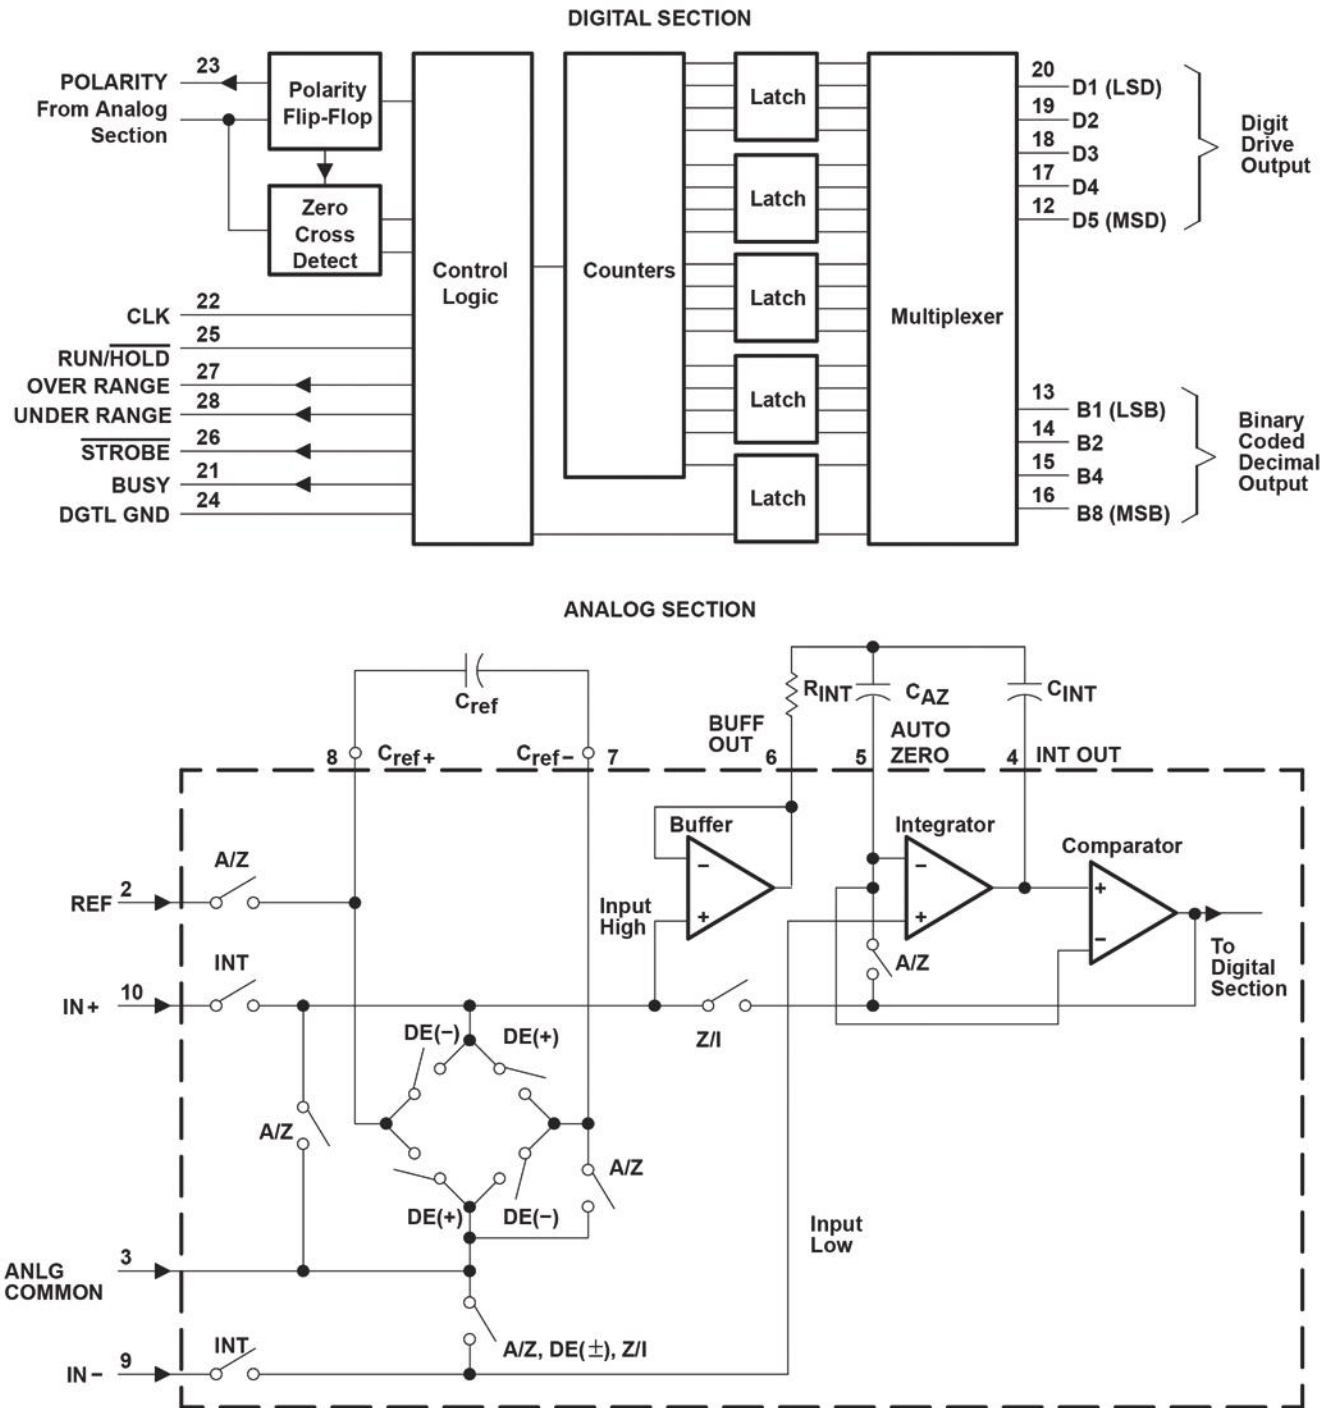 DIGITAL SECTION
23
POLARITY
From Analog
Section
Polarity
Flip-Flop
Zero
Cross
Detect
22
CLK
25
RUN/HOLD
27
OVER RANGE
28
UNDER RANGE
26
STROBE
21
BUSY
24
DGTL GND
Control
Logic
Counters
Latch
Latch
Latch
Latch
Latch
Multiplexer
20
D1 (LSD)
19
D2
18
D3
17
D4
12
D5 (MSD)
Digit
Drive
Output
13
B1 (LSB)
14
B2
15
B4
16
B8 (MSB)
Binary
Coded
Decimal
Output
ANALOG SECTION
Cref
8
Cref+
Cref−
7
BUFF
OUT
6
RINT
CAZ
AUTO
ZERO
5
CINT
4
INT OUT
REF
2
A/Z
IN+
10
INT
Input
High
Buffer
−
+
Integrator
−
+
Comparator
+
−
To
Digital
Section
A/Z
Z/I
DE(−)
DE(+)
A/Z
A/Z
DE(+)
DE(−)
Input
Low
3
ANLG
COMMON
A/Z, DE(±), Z/I
IN−
9
INT